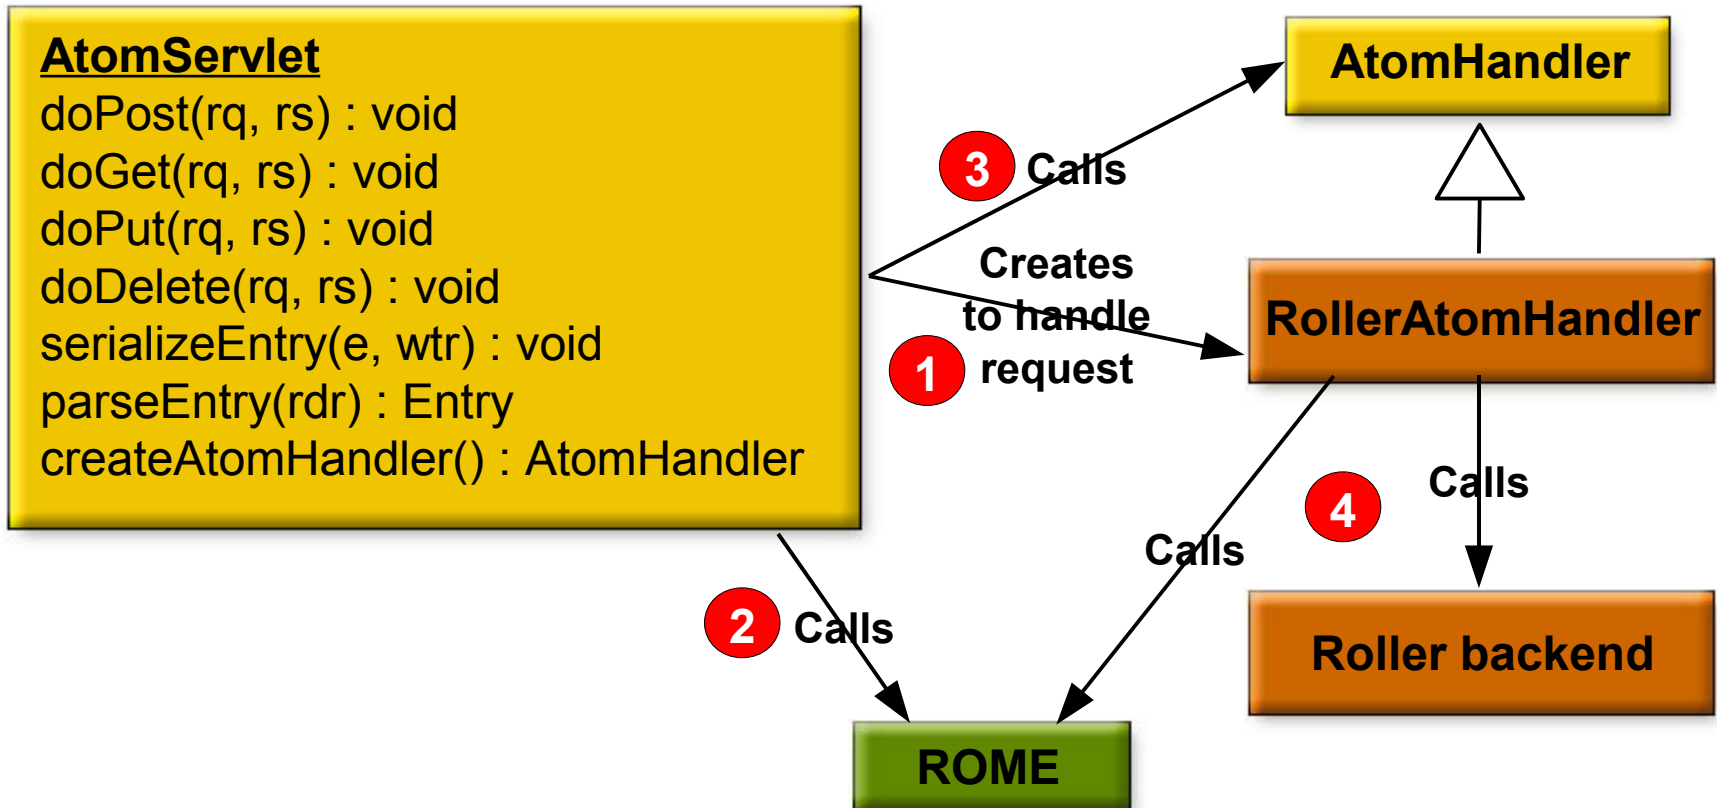 AtomServlet
doPost(rq, rs) : void
doGet(rq, rs) : void
doPut(rq, rs) : void
doDelete(rq, rs) : void
serializeEntry(e, wtr) : void
parseEntry(rdr) : Entry
createAtomHandler() : AtomHandler
AtomHandler
3 Calls
Creates
to handle
1 request
RollerAtomHandler
4
Calls
Calls
2 Calls
Roller backend
ROME